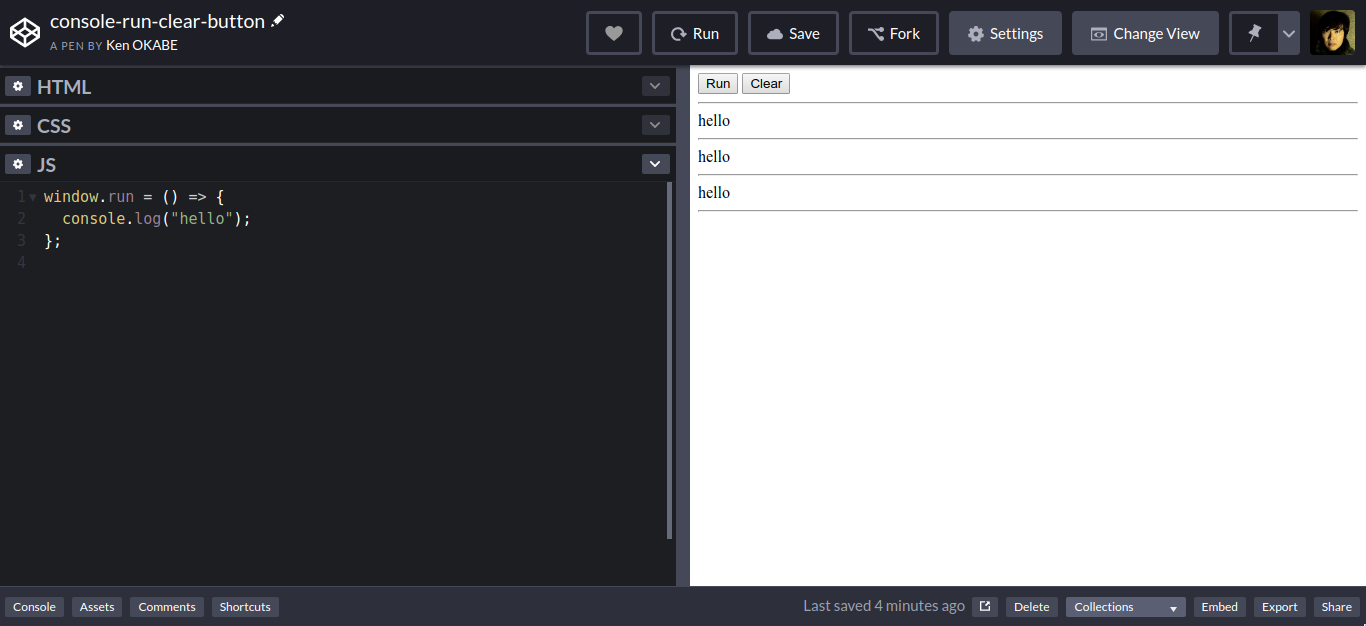 console-run-clear-button
A PEN BY Ken OKABE
Run
Save
Fork
Settings
Change View
HTML
CSS
JS
1 window.run = () => {
2 console.log("hello");
3 };
4
Run Clear
hello
hello
hello
Console Assets Comments Shortcuts
Last saved 4 minutes ago
Delete
Collections
Embed
Export
Share